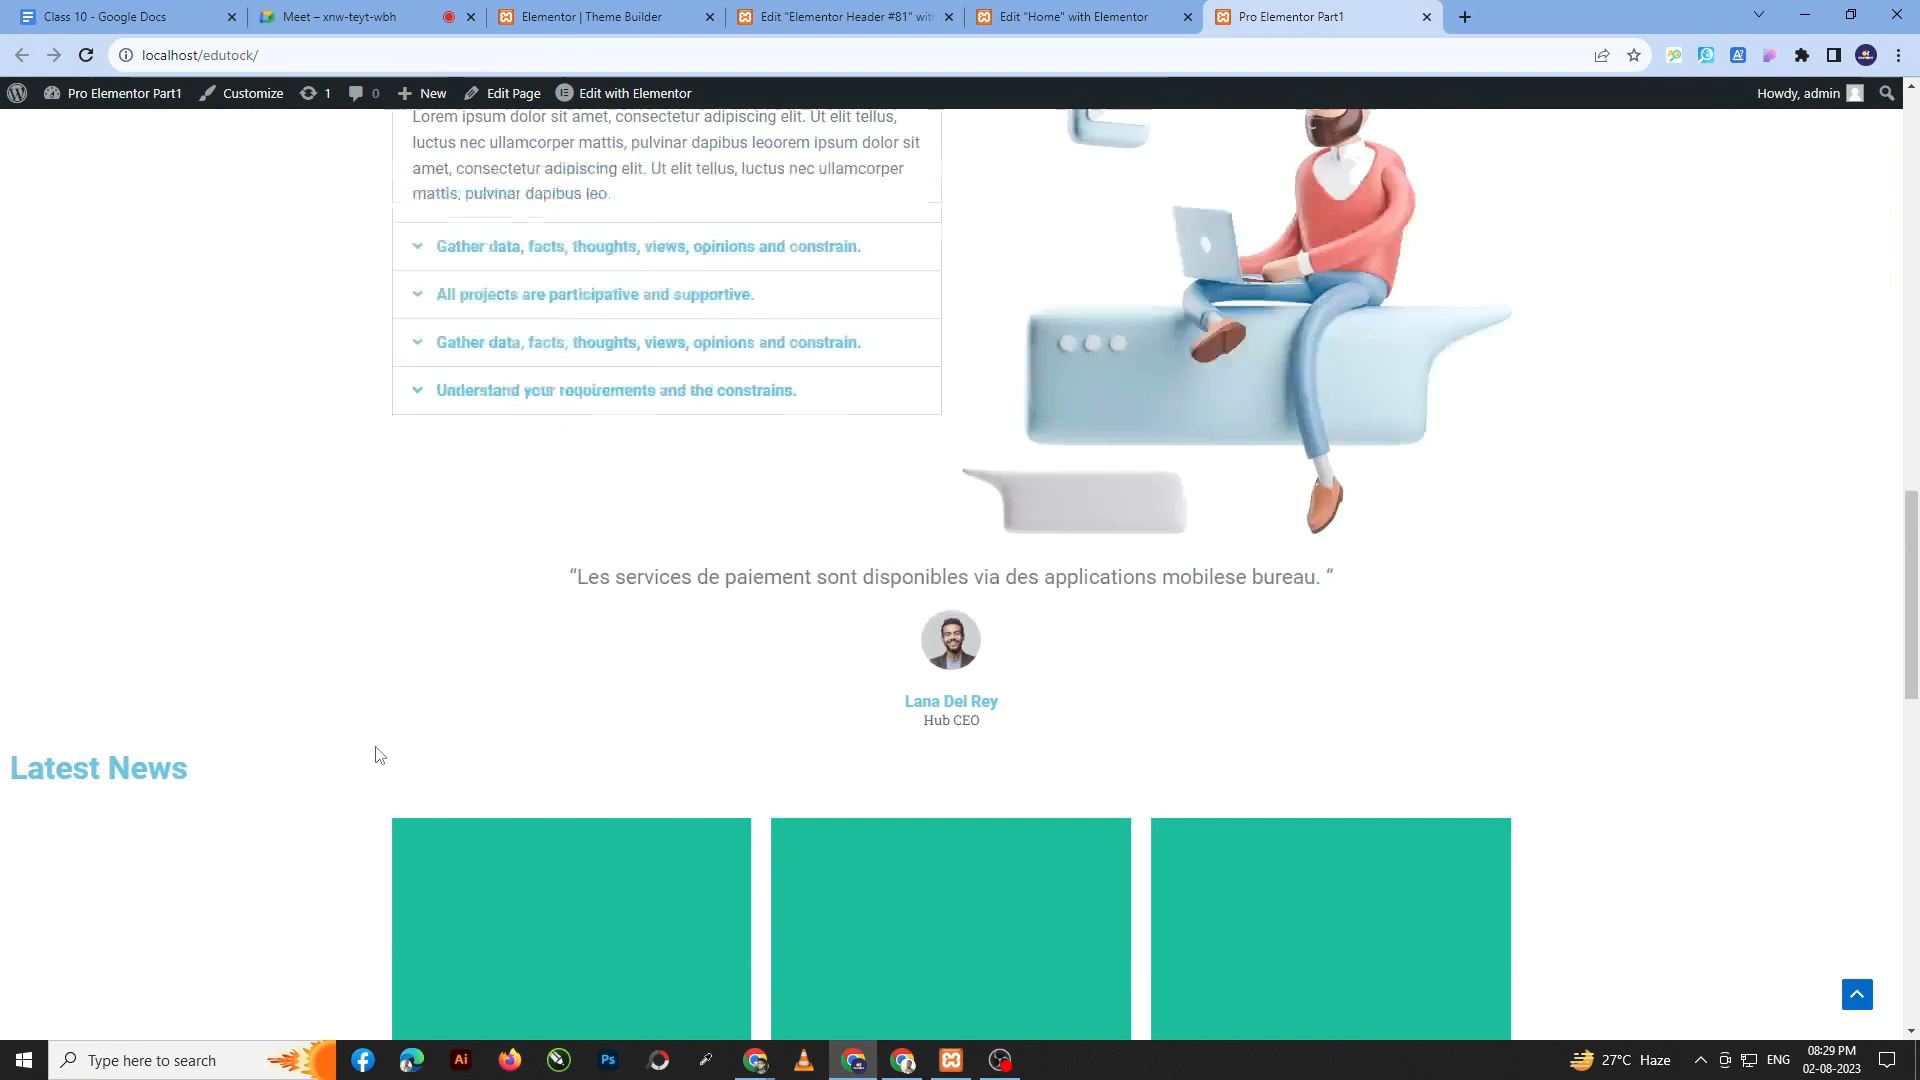 Class 10 - Google Docs
Meet – xnw-teyt-wbh
Elementor | Theme Builder
Edit "Elementor Header #81" wit
Edit "Home" with Elementor
Pro Elementor Part1
localhost/edutock/
Pro Elementor Part1
Customize
1
0
New
Edit Page
Edit with Elementor
Howdy, admin
Lorem ipsum dolor sit amet, consectetur adipiscing elit. Ut elit tellus,
luctus nec ullamcorper mattis, pulvinar dapibus leoorem ipsum dolor sit
amet, consectetur adipiscing elit. Ut elit tellus, luctus nec ullamcorper
mattis, pulvinar dapibus leo.
Gather data, facts, thoughts, views, opinions and constrain.
All projects are participative and supportive.
Gather data, facts, thoughts, views, opinions and constrain.
Understand your requirements and the constrains.
“Les services de paiement sont disponibles via des applications mobilese bureau. “
Lana Del Rey
Hub CEO
Latest News
Type here to search
Ai
Ps
27°C Haze
ENG
08:29 PM
02-08-2023